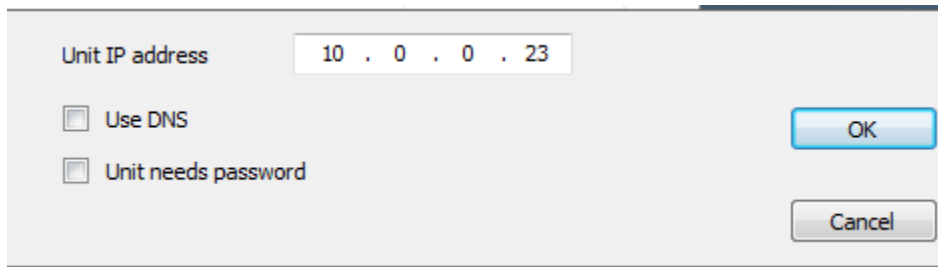 Unit IP address 10 . 0 . 0 . 23
Use DNS
OK
Unit needs password
Cancel